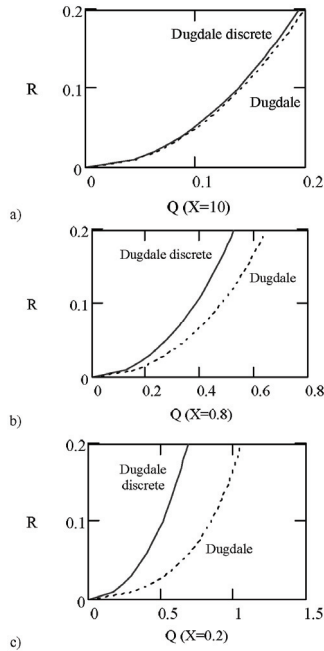 0.2
Dugdale discrete
R
0.1
Dugdale
0
0
0.1
0.2
Q (X=10)
a)
0.2
Dugdale
discrete
Dugdale
R
0.1
0
0
0.2
0.4
0.6
0.8
Q (X=0.8)
b)
0.2
Dugdale
discrete
R
0.1
Dugdale
0
0
0.5
1
1.5
Q (X=0.2)
c)